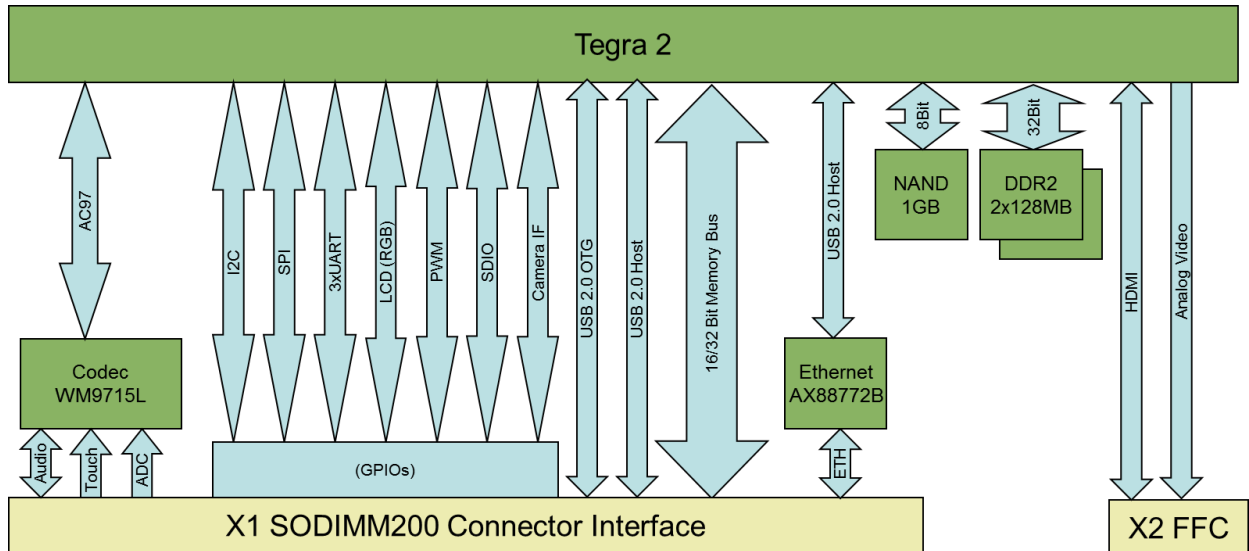 Tegra 2
AC97
I2C
SPI
3xUART
LCD (RGB)
PWM
SDIO
Camera IF
USB 2.0 OTG
USB 2.0 Host
16/32 Bit Memory Bus
USB 2.0 Host
8Bit
32Bit
HDMI
Analog Video
NAND
1GB
DDR2
2x128MB
Codec
WM9715L
Ethernet
AX88772B
Audio
Touch
ADC
(GPIOs)
ETH
X1 SODIMM200 Connector Interface
X2 FFC